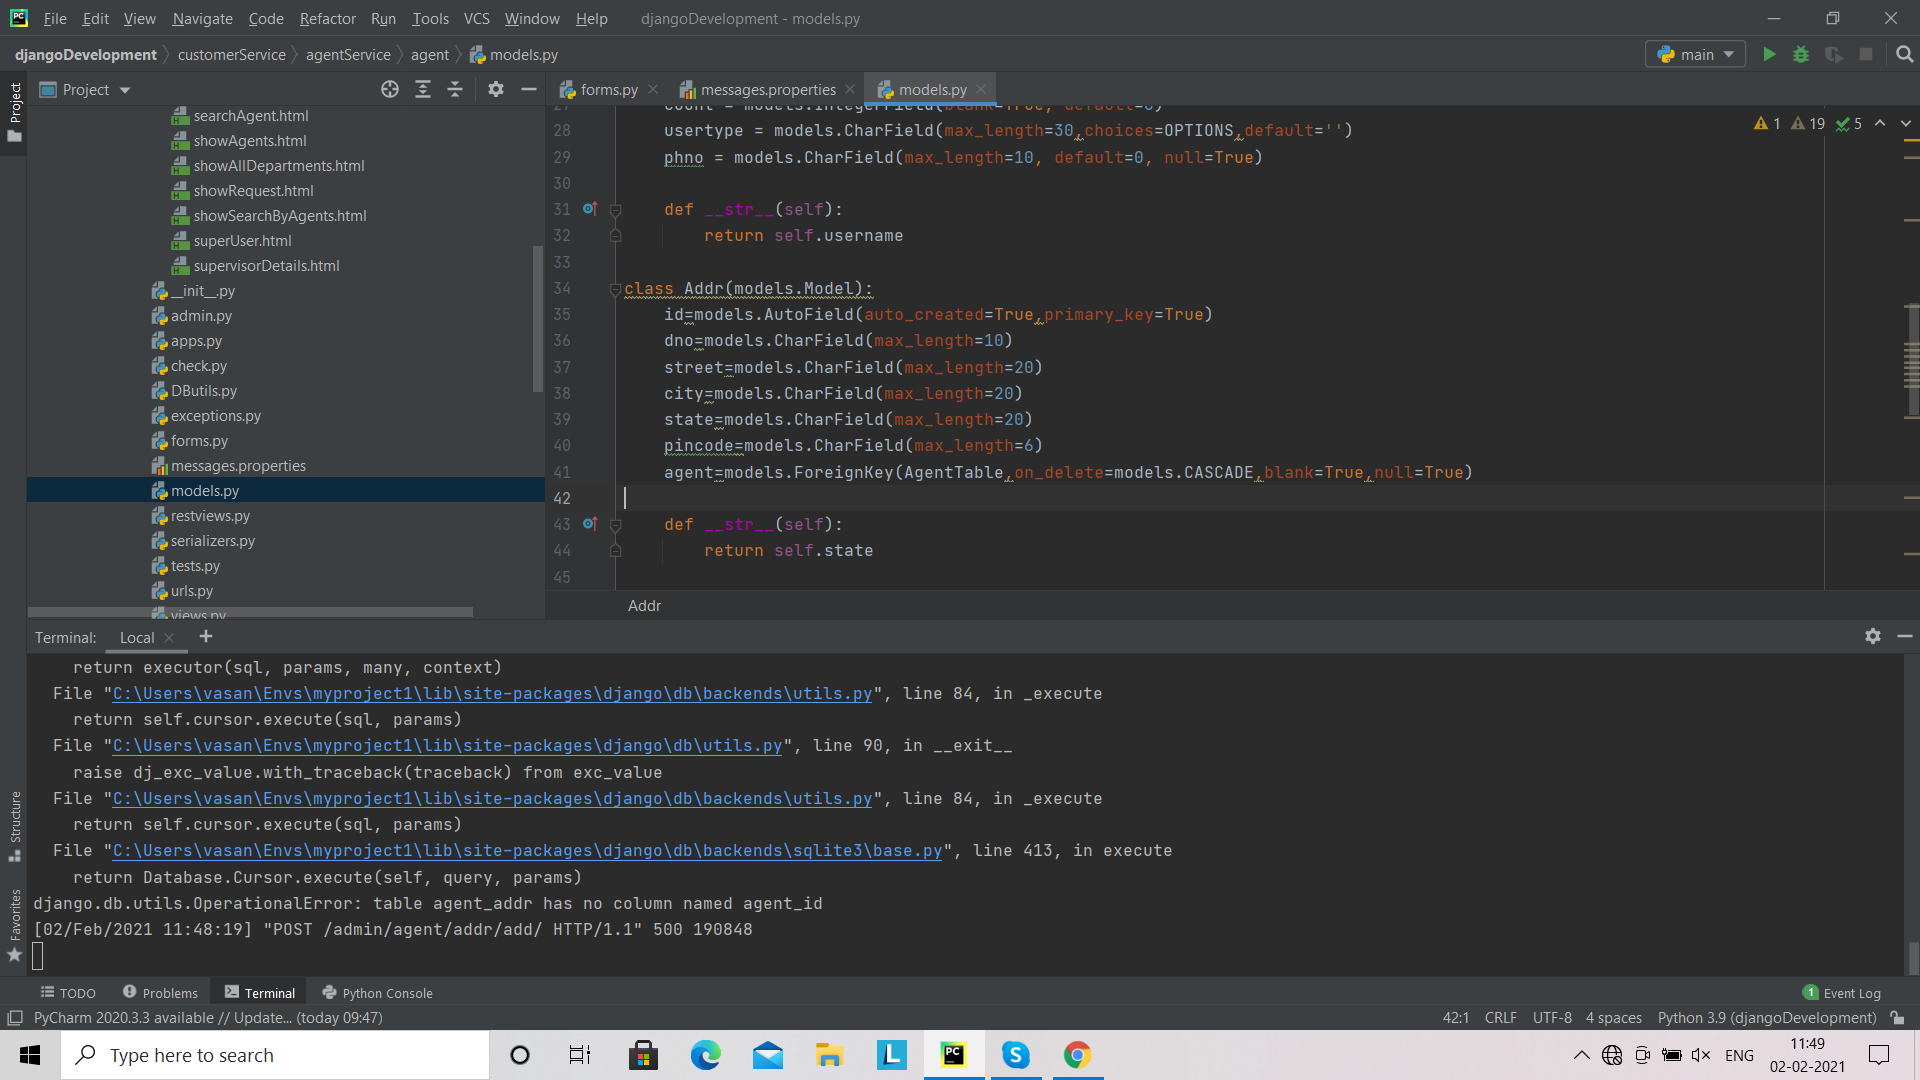 File Edit View Navigate Code Refactor Run Tools VCS Window Help djangoDevelopment - models.py
djangoDevelopment customerService agentService agent models.py main
Project forms.py messages.properties models.py
Project
searchAgent.html
showAgents.html
showAllDepartments.html
showRequest.html
showSearchByAgents.html
superUser.html
supervisorDetails.html
__init__.py
admin.py
apps.py
check.py
DButils.py
exceptions.py
forms.py
messages.properties
models.py
restviews.py
serializers.py
tests.py
urls.py
views.py
1 19 5
27 count = models.IntegerField(blank=True, default=0)
28 usertype = models.CharField(max_length=30,choices=OPTIONS,default='')
29 phno = models.CharField(max_length=10, default=0, null=True)
30
31 def __str__(self):
32 return self.username
33
34 class Addr(models.Model):
35 id=models.AutoField(auto_created=True,primary_key=True)
36 dno=models.CharField(max_length=10)
37 street=models.CharField(max_length=20)
38 city=models.CharField(max_length=20)
39 state=models.CharField(max_length=20)
40 pincode=models.CharField(max_length=6)
41 agent=models.ForeignKey(AgentTable,on_delete=models.CASCADE,blank=True,null=True)
42
43 def __str__(self):
44 return self.state
45
Addr
Terminal: Local
return executor(sql, params, many, context)
File "C:\Users\vasan\Envs\myproject1\lib\site-packages\django\db\backends\utils.py", line 84, in _execute
return self.cursor.execute(sql, params)
File "C:\Users\vasan\Envs\myproject1\lib\site-packages\django\db\utils.py", line 90, in __exit__
raise dj_exc_value.with_traceback(traceback) from exc_value
File "C:\Users\vasan\Envs\myproject1\lib\site-packages\django\db\backends\utils.py", line 84, in _execute
return self.cursor.execute(sql, params)
File "C:\Users\vasan\Envs\myproject1\lib\site-packages\django\db\backends\sqlite3\base.py", line 413, in execute
return Database.Cursor.execute(self, query, params)
django.db.utils.OperationalError: table agent_addr has no column named agent_id
[02/Feb/2021 11:48:19] "POST /admin/agent/addr/add/ HTTP/1.1" 500 190848
Structure
Favorites
TODO Problems Terminal Python Console 1 Event Log
PyCharm 2020.3.3 available // Update... (today 09:47) 42:1 CRLF UTF-8 4 spaces Python 3.9 (djangoDevelopment)
Type here to search ENG 11:49
02-02-2021